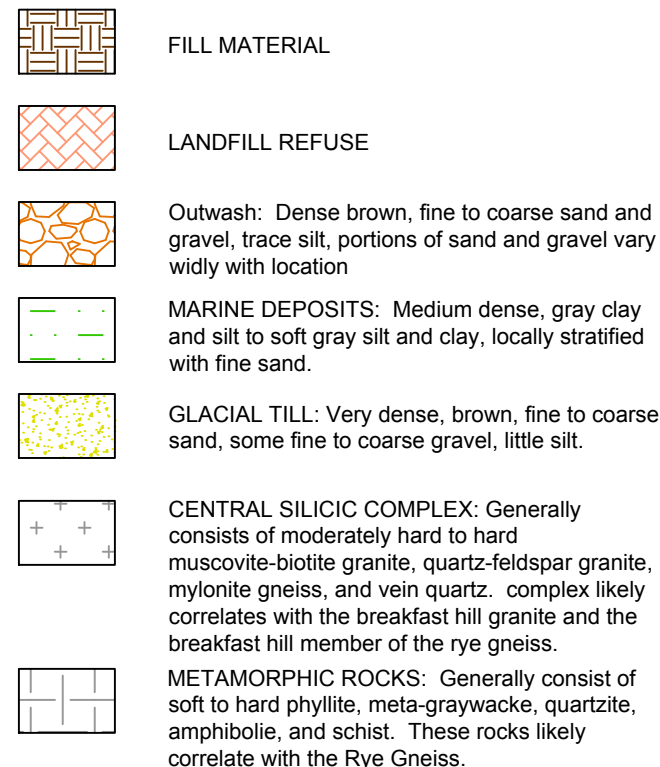 FILL MATERIAL
LANDFILL REFUSE
Outwash: Dense brown, fine to coarse sand and
gravel, trace silt, portions of sand and gravel vary
widly with location
MARINE DEPOSITS: Medium dense, gray clay
and silt to soft gray silt and clay, locally stratified
with fine sand.
GLACIAL TILL: Very dense, brown, fine to coarse
sand, some fine to coarse gravel, little silt.
CENTRAL SILICIC COMPLEX: Generally
consists of moderately hard to hard
muscovite-biotite granite, quartz-feldspar granite,
mylonite gneiss, and vein quartz. complex likely
correlates with the breakfast hill granite and the
breakfast hill member of the rye gneiss.
METAMORPHIC ROCKS: Generally consist of
soft to hard phyllite, meta-graywacke, quartzite,
amphibolie, and schist. These rocks likely
correlate with the Rye Gneiss.